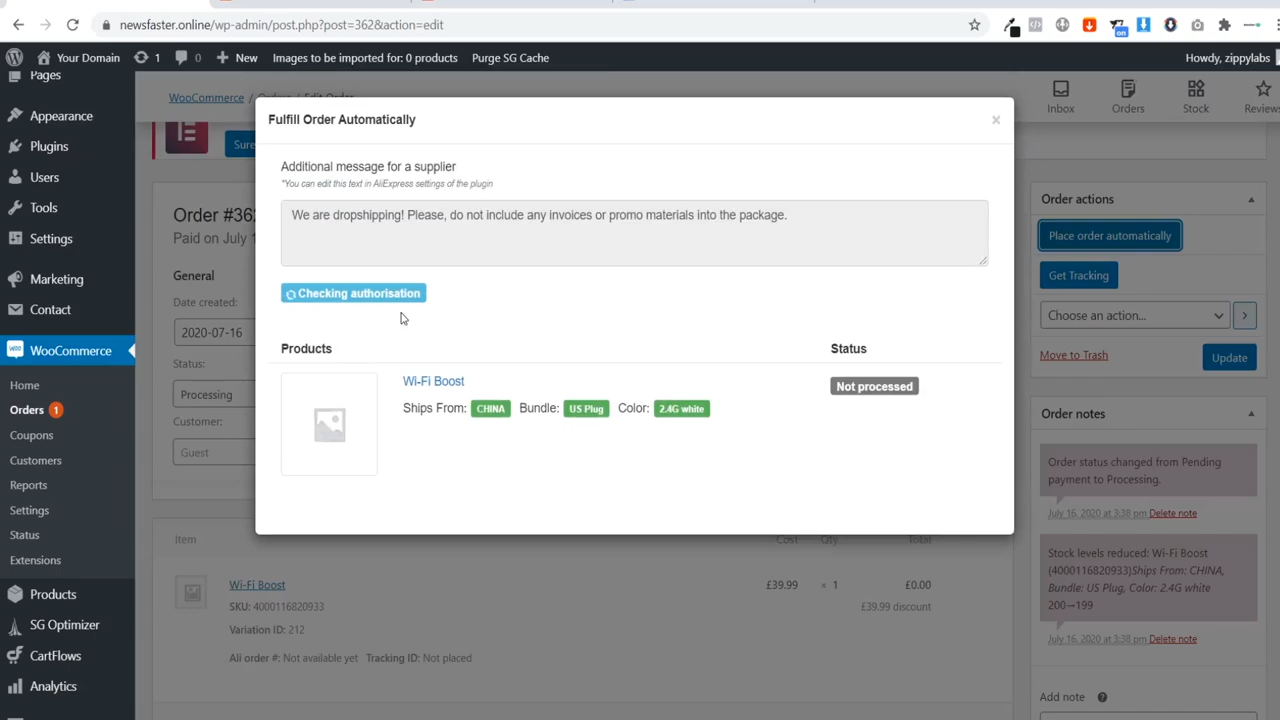 newsfaster.online/wp-admin/post.php?post=362&action=edit
on
Your Domain
1
0
New
Images to be imported for: 0 products
Purge SG Cache
Howdy, zippylabs
Pages
Appearance
Plugins
Users
Tools
Settings
Marketing
Contact
WooCommerce
Home
Orders 1
Coupons
Customers
Reports
Settings
Status
Extensions
Products
SG Optimizer
CartFlows
Analytics
WooCommerce / Orders / Edit Order
Inbox
Orders
Stock
Reviews
Sure
Order #362
Paid on July 1
General
Date created:
2020-07-16
Status:
Processing
Customer:
Guest
Fulfill Order Automatically
×
Additional message for a supplier
*You can edit this text in AliExpress settings of the plugin
We are dropshipping! Please, do not include any invoices or promo materials into the package.
Checking authorisation
Products
Status
Wi-Fi Boost
Not processed
Ships From: CHINA Bundle: US Plug Color: 2.4G white
Item
Cost
Qty
Total
Wi-Fi Boost
£39.99
× 1
£0.00
SKU: 4000116820933
£39.99 discount
Variation ID: 212
Ali order #: Not available yet Tracking ID: Not placed
Order actions
Place order automatically
Get Tracking
Choose an action...
Move to Trash
Update
Order notes
Order status changed from Pending
payment to Processing.
July 16, 2020 at 3:38 pm Delete note
Stock levels reduced: Wi-Fi Boost
(4000116820933)Ships From: CHINA,
Bundle: US Plug, Color: 2.4G white
200→199
July 16, 2020 at 3:38 pm Delete note
Add note